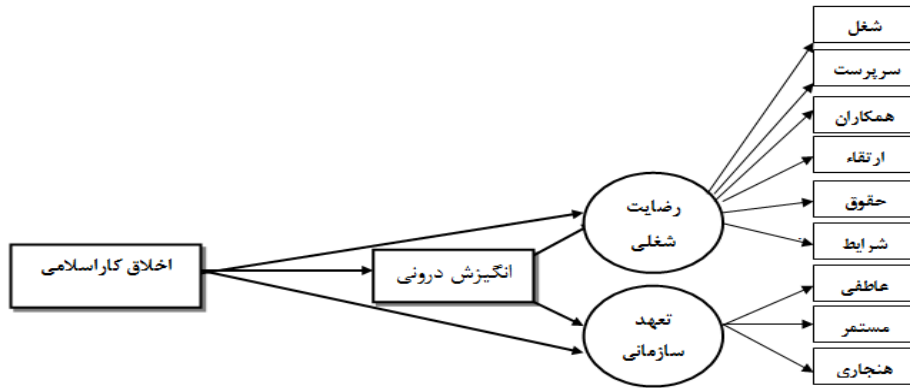 شغل
سرپرست
همکاران
ارتقاء
حقوق
شرایط
عاطفی
مستمر
هنجاری
رضایت
شغلی
تعهد
سازمانی
انگیزش درونی
اخلاق کاراسلامی